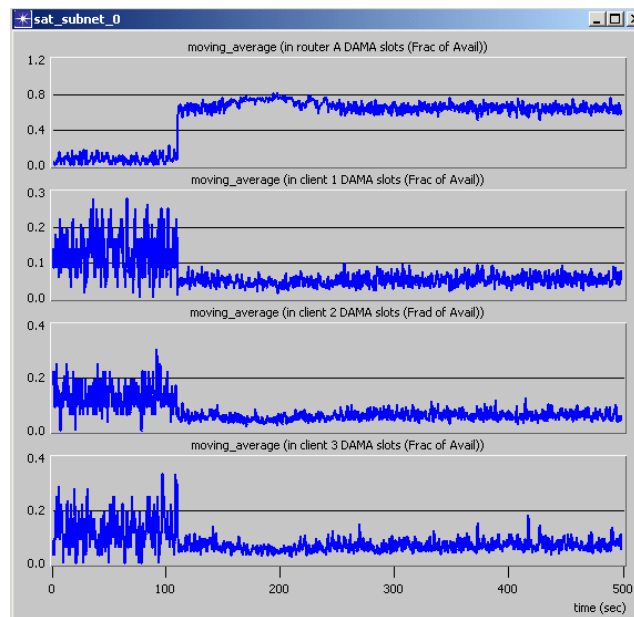 sat_subnet_0
moving_average (in router A DAMA slots (Frac of Avail))
1.2
0.8
0.4
0.0
moving_average (in client 1 DAMA slots (Frac of Avail))
0.3
0.2
0.1
0.0
moving_average (in client 2 DAMA slots (Frad of Avail))
0.4
0.2
0.0
moving_average (in client 3 DAMA slots (Frac of Avail))
0.4
0.2
0.0
0 100 200 300 400 500
time (sec)